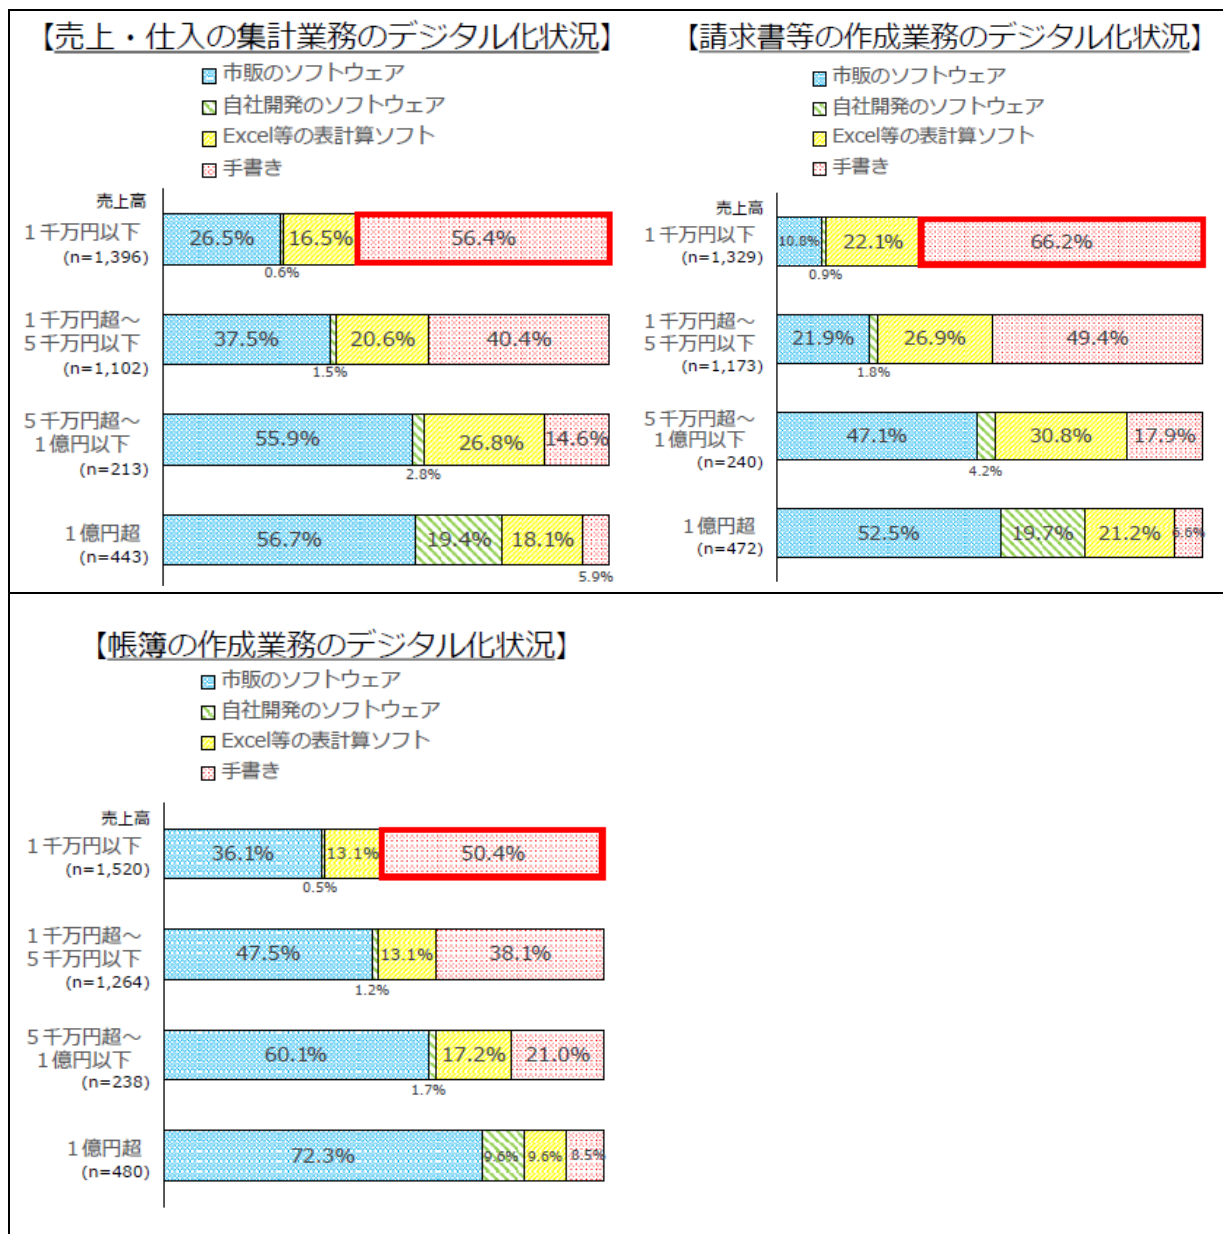 【売上・仕入の集計業務のデジタル化状況】
市販のソフトウェア
自社開発のソフトウェア
Excel等の表計算ソフト
手書き
売上高
１千万円以下
(n=1,396)
26.5%
0.6%
16.5%
56.4%
１千万円超～
５千万円以下
(n=1,102)
37.5%
1.5%
20.6%
40.4%
５千万円超～
１億円以下
(n=213)
55.9%
2.8%
26.8%
14.6%
１億円超
(n=443)
56.7%
19.4%
18.1%
5.9%
【請求書等の作成業務のデジタル化状況】
市販のソフトウェア
自社開発のソフトウェア
Excel等の表計算ソフト
手書き
売上高
１千万円以下
(n=1,329)
10.8%
0.9%
22.1%
66.2%
１千万円超～
５千万円以下
(n=1,173)
21.9%
1.8%
26.9%
49.4%
５千万円超～
１億円以下
(n=240)
47.1%
4.2%
30.8%
17.9%
１億円超
(n=472)
52.5%
19.7%
21.2%
6.6%
【帳簿の作成業務のデジタル化状況】
市販のソフトウェア
自社開発のソフトウェア
Excel等の表計算ソフト
手書き
売上高
１千万円以下
(n=1,520)
36.1%
0.5%
13.1%
50.4%
１千万円超～
５千万円以下
(n=1,264)
47.5%
1.2%
13.1%
38.1%
５千万円超～
１億円以下
(n=238)
60.1%
1.7%
17.2%
21.0%
１億円超
(n=480)
72.3%
9.6%
9.6%
8.5%